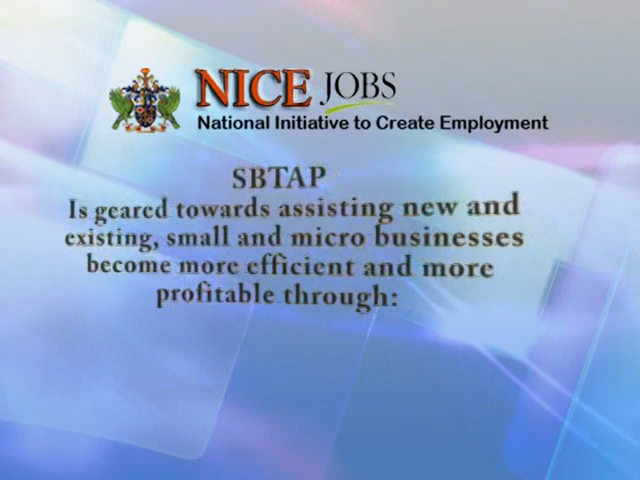 NICE JOBS
National Initiative to Create Employment
SBTAP
Is geared towards assisting new and
existing, small and micro businesses
become more efficient and more
profitable through: